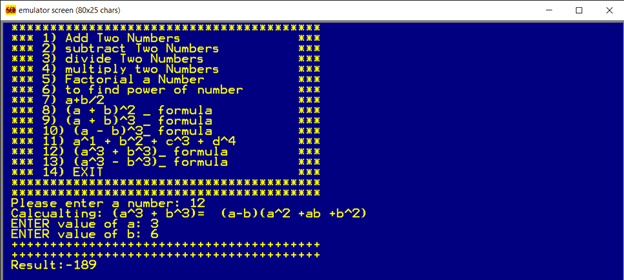 emulator screen (80x25 chars)
******************************************
*** 1) Add Two Numbers ***
*** 2) subtract Two Numbers ***
*** 3) divide Two Numbers ***
*** 4) multiply two Numbers ***
*** 5) Factorial a Number ***
*** 6) to find power of number ***
*** 7) a+b/2 ***
*** 8) (a + b)^2 _ formula ***
*** 9) (a + b)^3_ formula ***
*** 10) (a - b)^3_ formula ***
*** 11) a^1 + b^2 + c^3 + d^4 ***
*** 12) (a^3 + b^3)_ formula ***
*** 13) (a^3 - b^3)_ formula ***
*** 14) EXIT ***
******************************************
******************************************
Please enter a number: 12
Calcualting: (a^3 + b^3)= (a-b)(a^2 +ab +b^2)
ENTER value of a: 3
ENTER value of b: 6
++++++++++++++++++++++++++++++++++++++++++
++++++++++++++++++++++++++++++++++++++++++
Result:-189